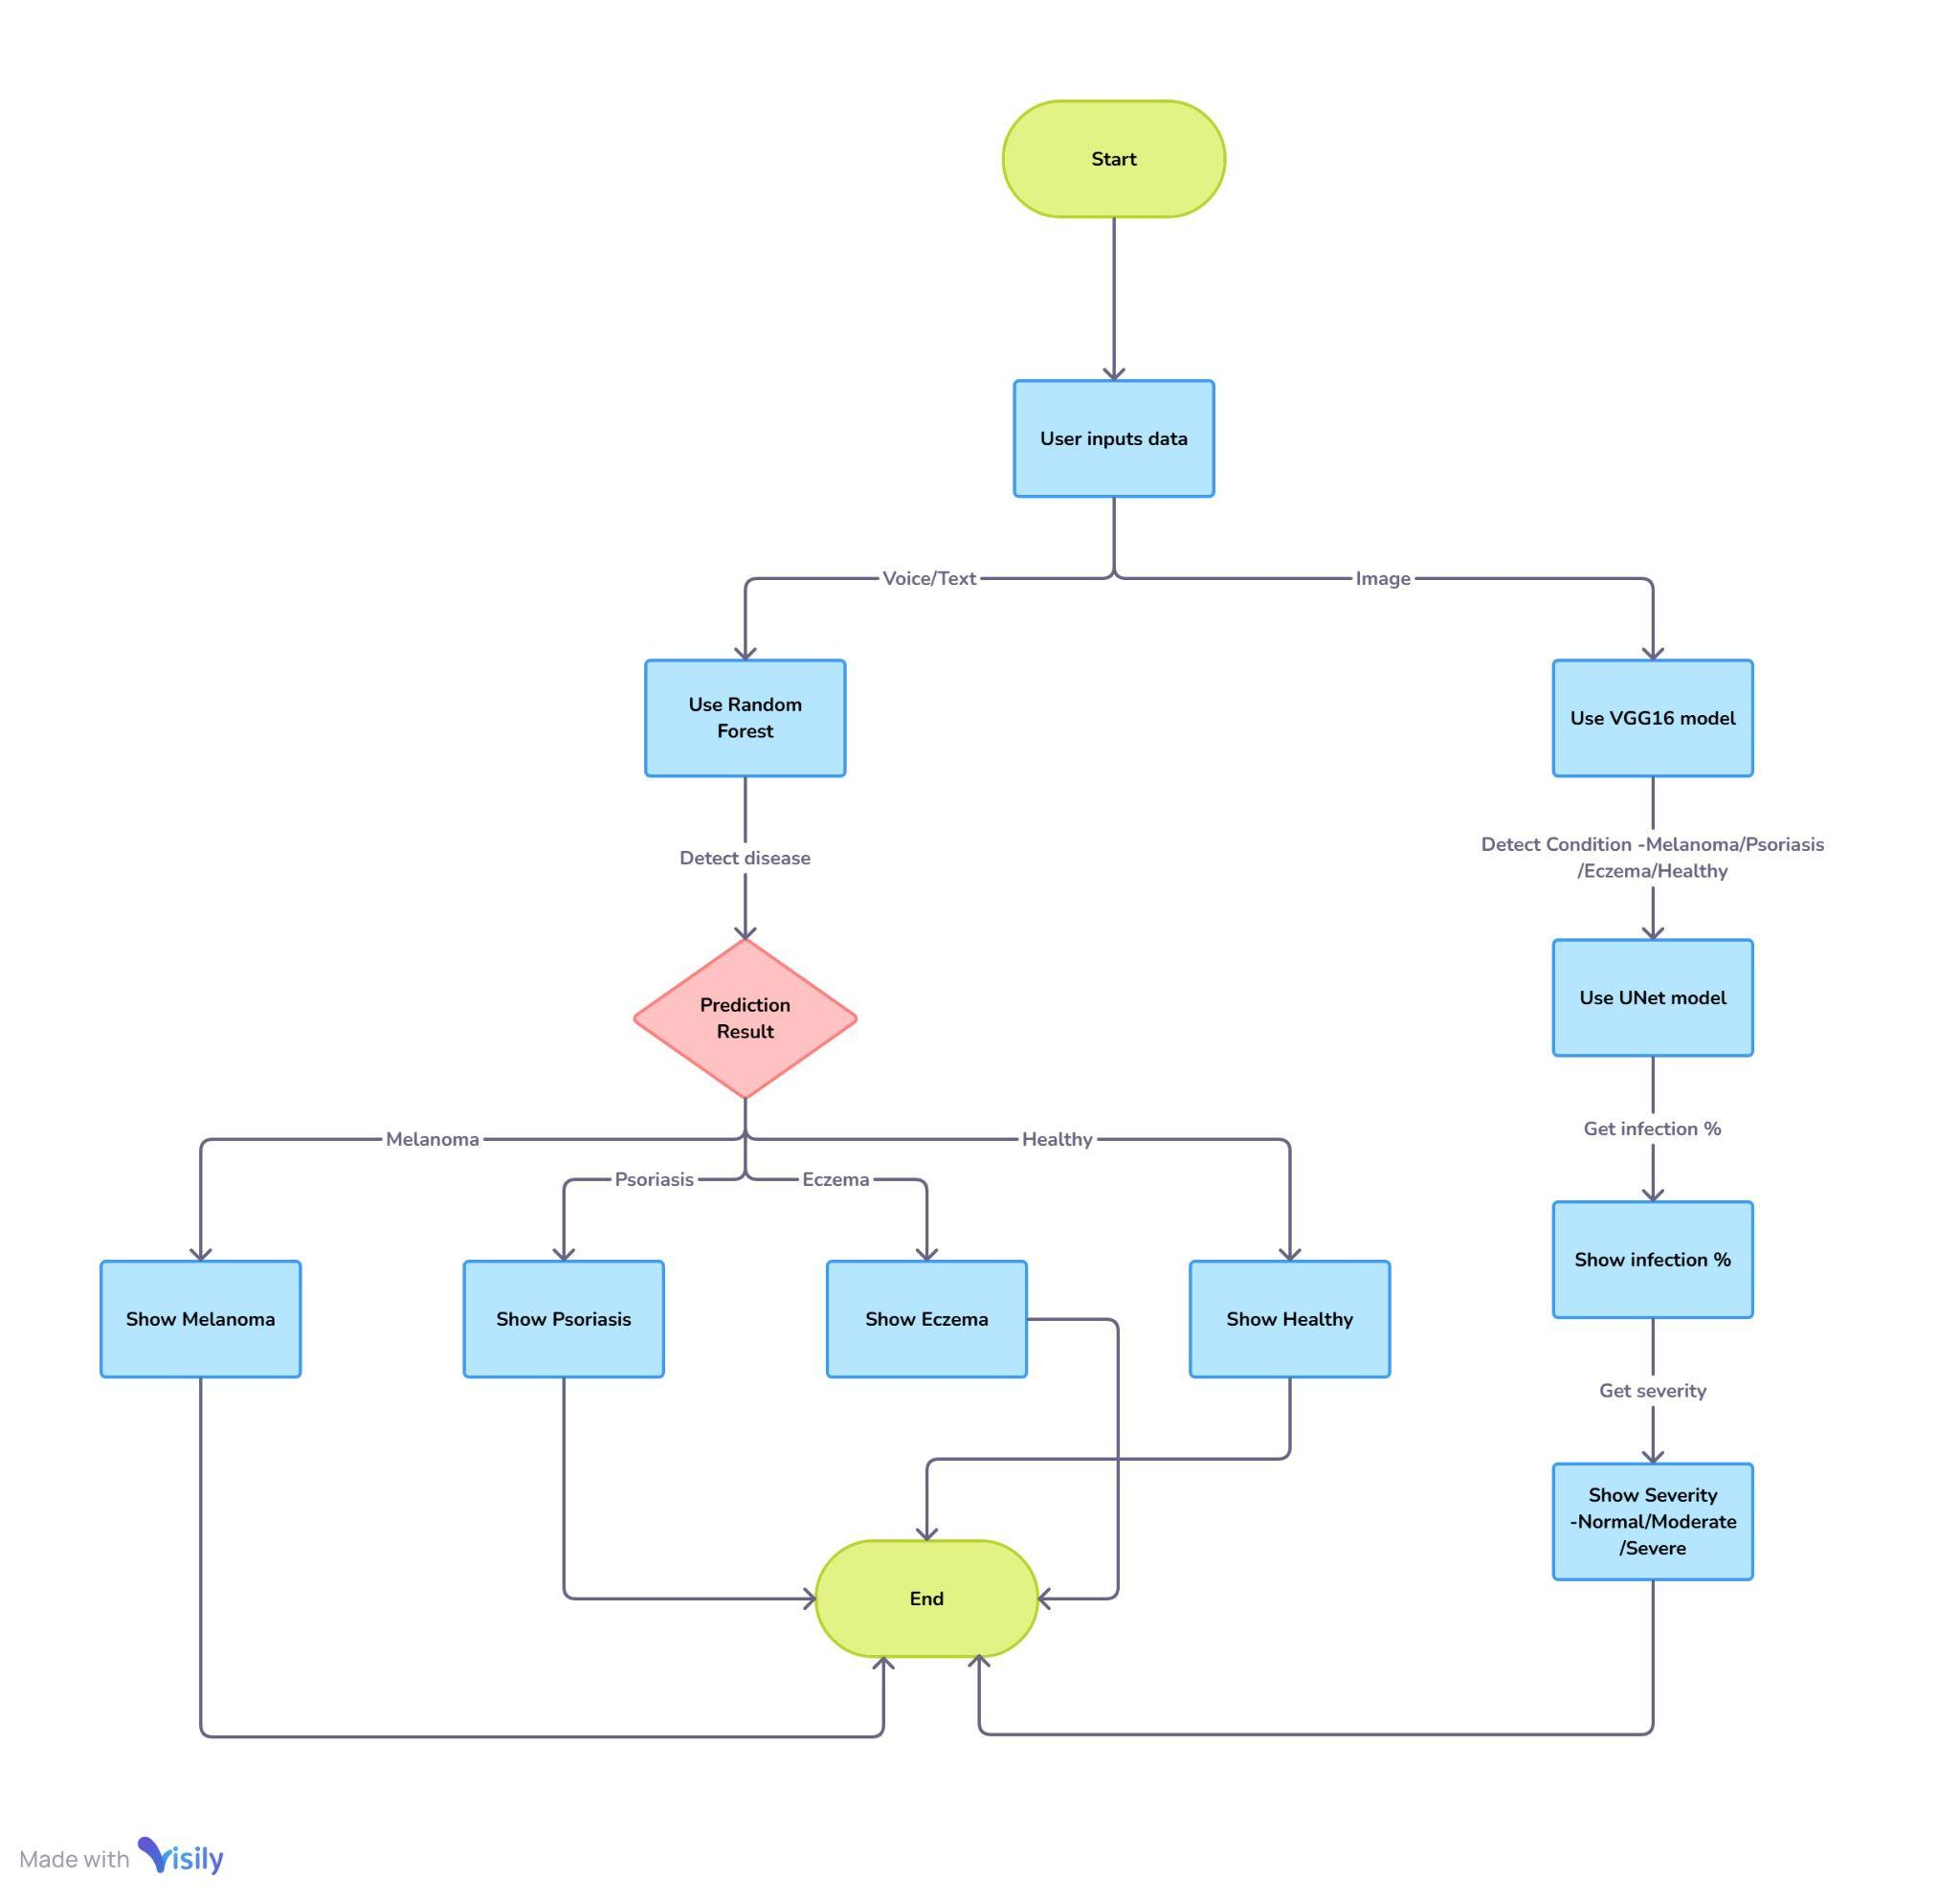 Start
User inputs data
Voice/Text
Image
Use Random
Forest
Use VGG16 model
Detect disease
Detect Condition -Melanoma/Psoriasis
/Eczema/Healthy
Prediction
Result
Use UNet model
Get infection %
Melanoma
Healthy
Psoriasis
Eczema
Show infection %
Show Melanoma
Show Psoriasis
Show Eczema
Show Healthy
Get severity
Show Severity
-Normal/Moderate
/Severe
End
Made with Visily